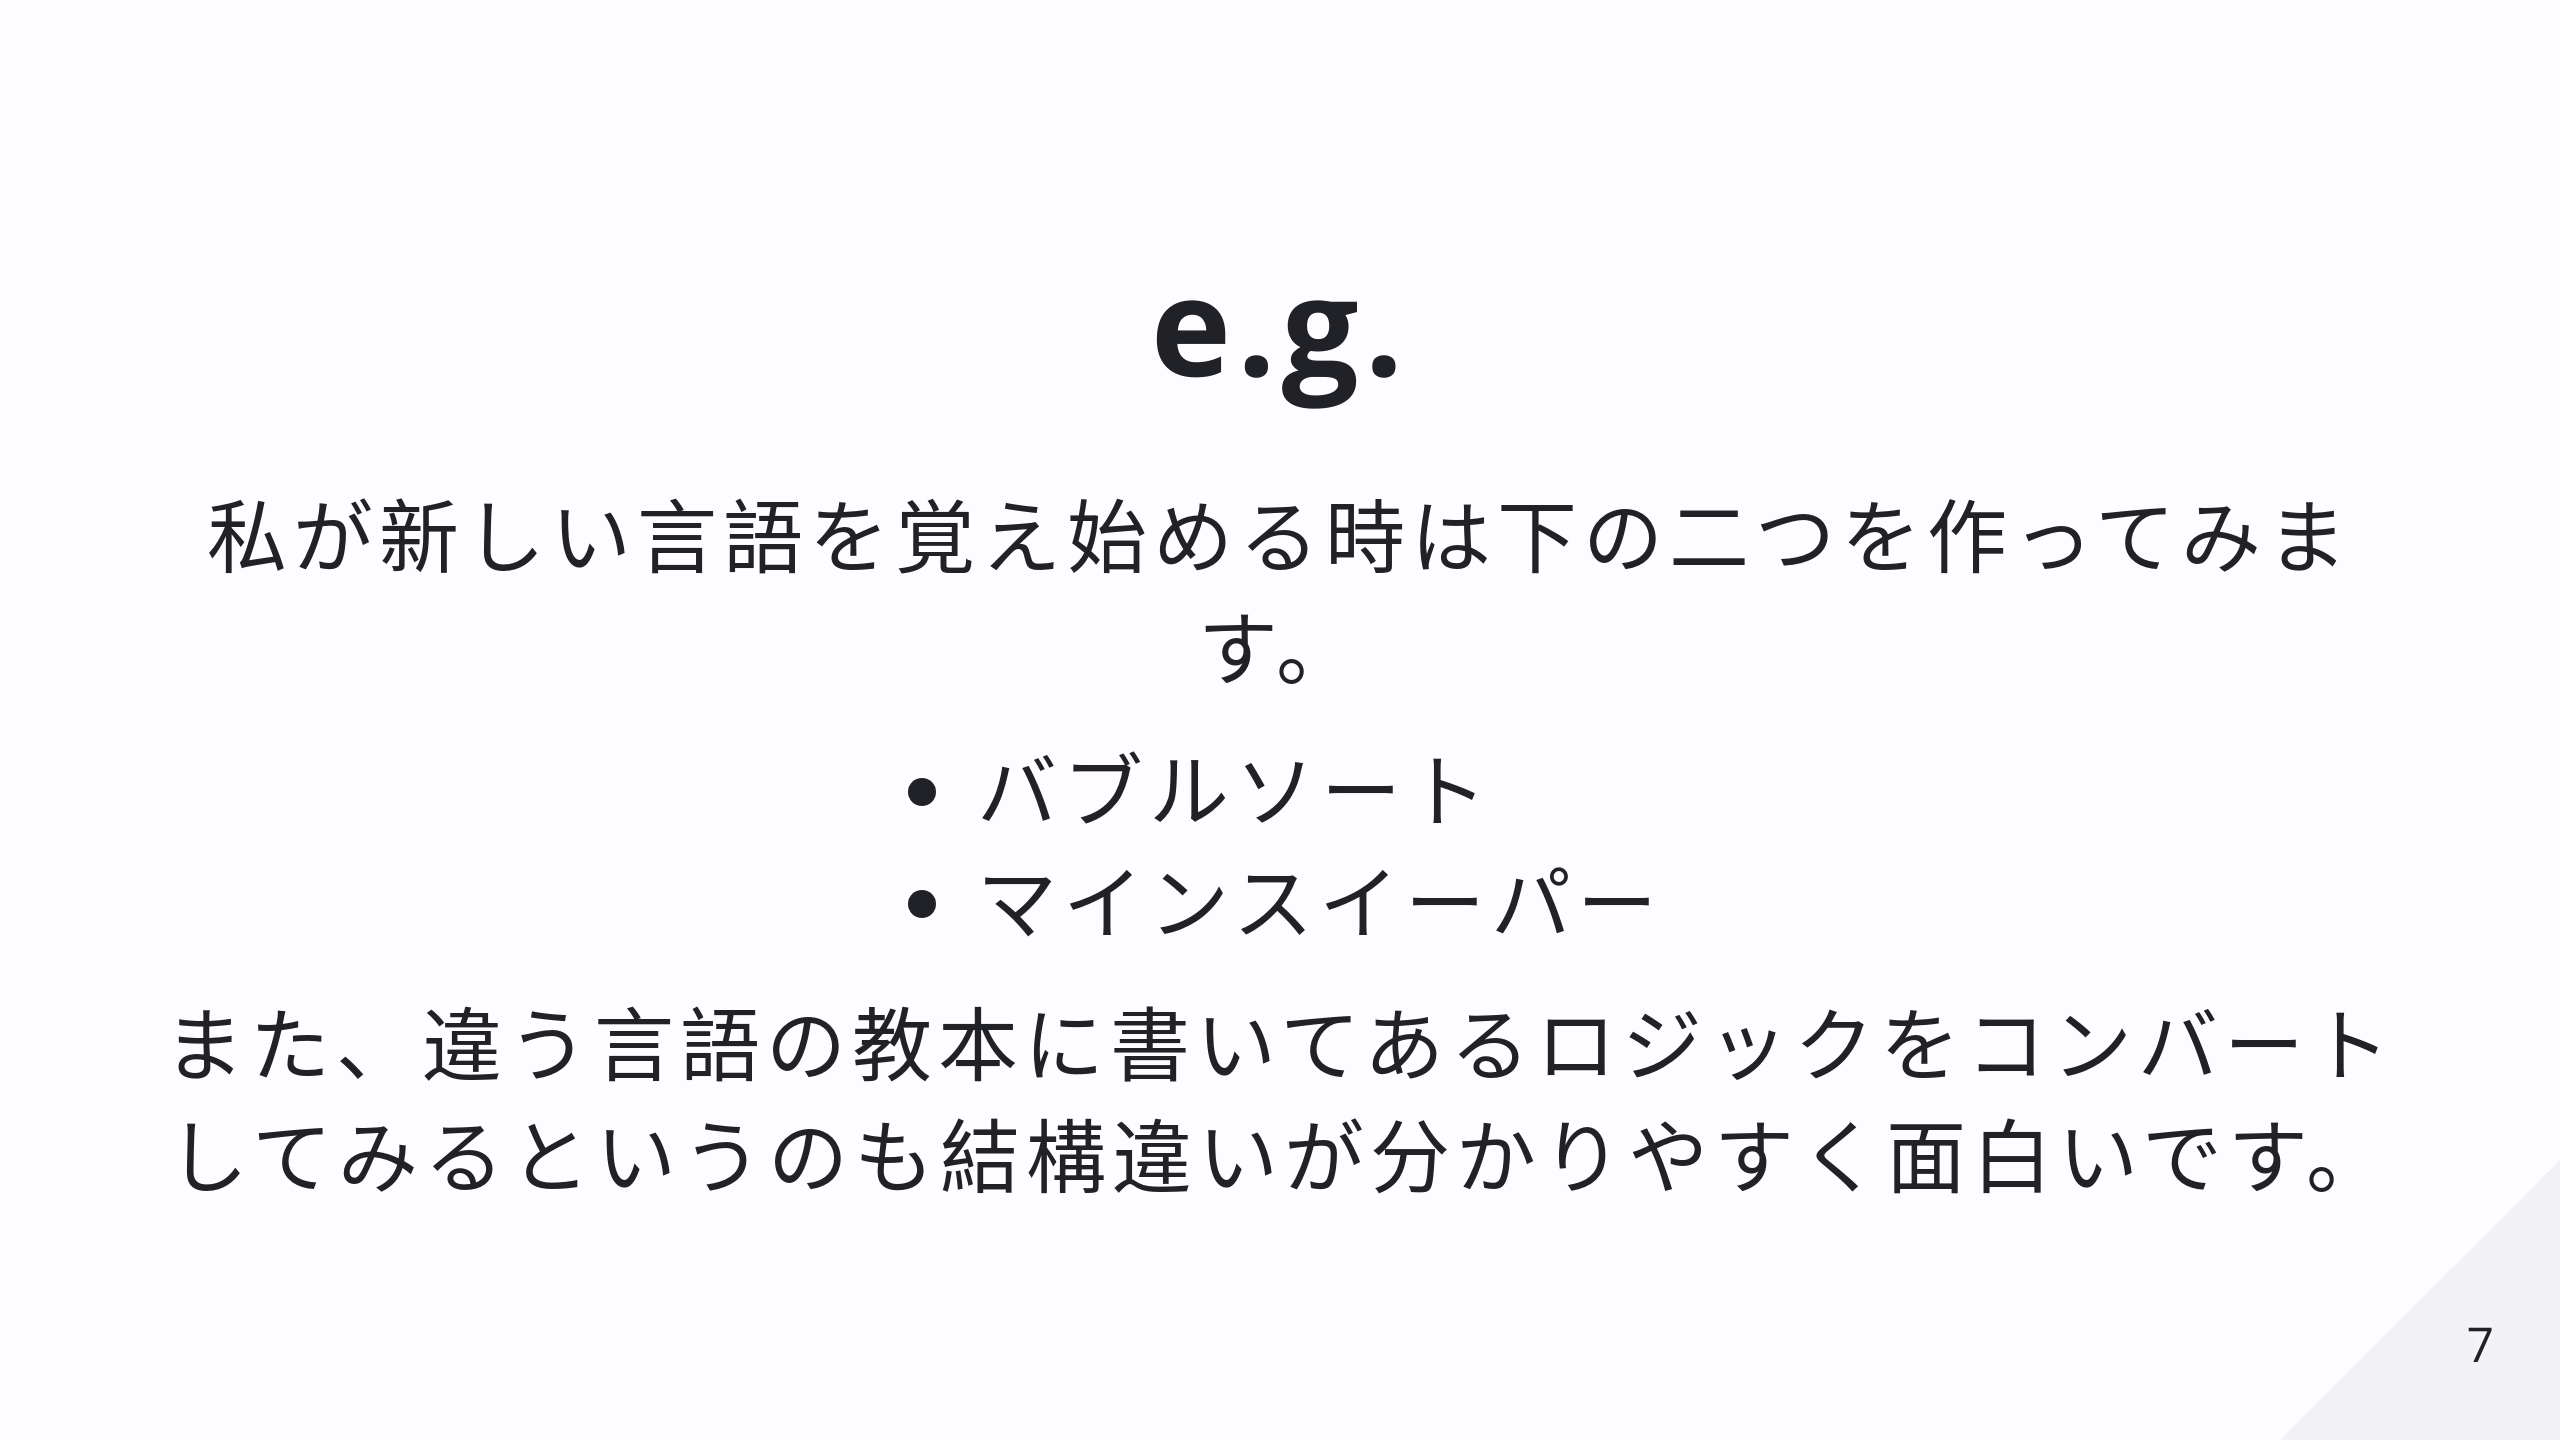 e.g.
私が新しい言語を覚え始める時は下の二つを作ってみま
す。
• バブルソート
• マインスイーパー
また、違う言語の教本に書いてあるロジックをコンバート
してみるというのも結構違いが分かりやすく面白いです。
7